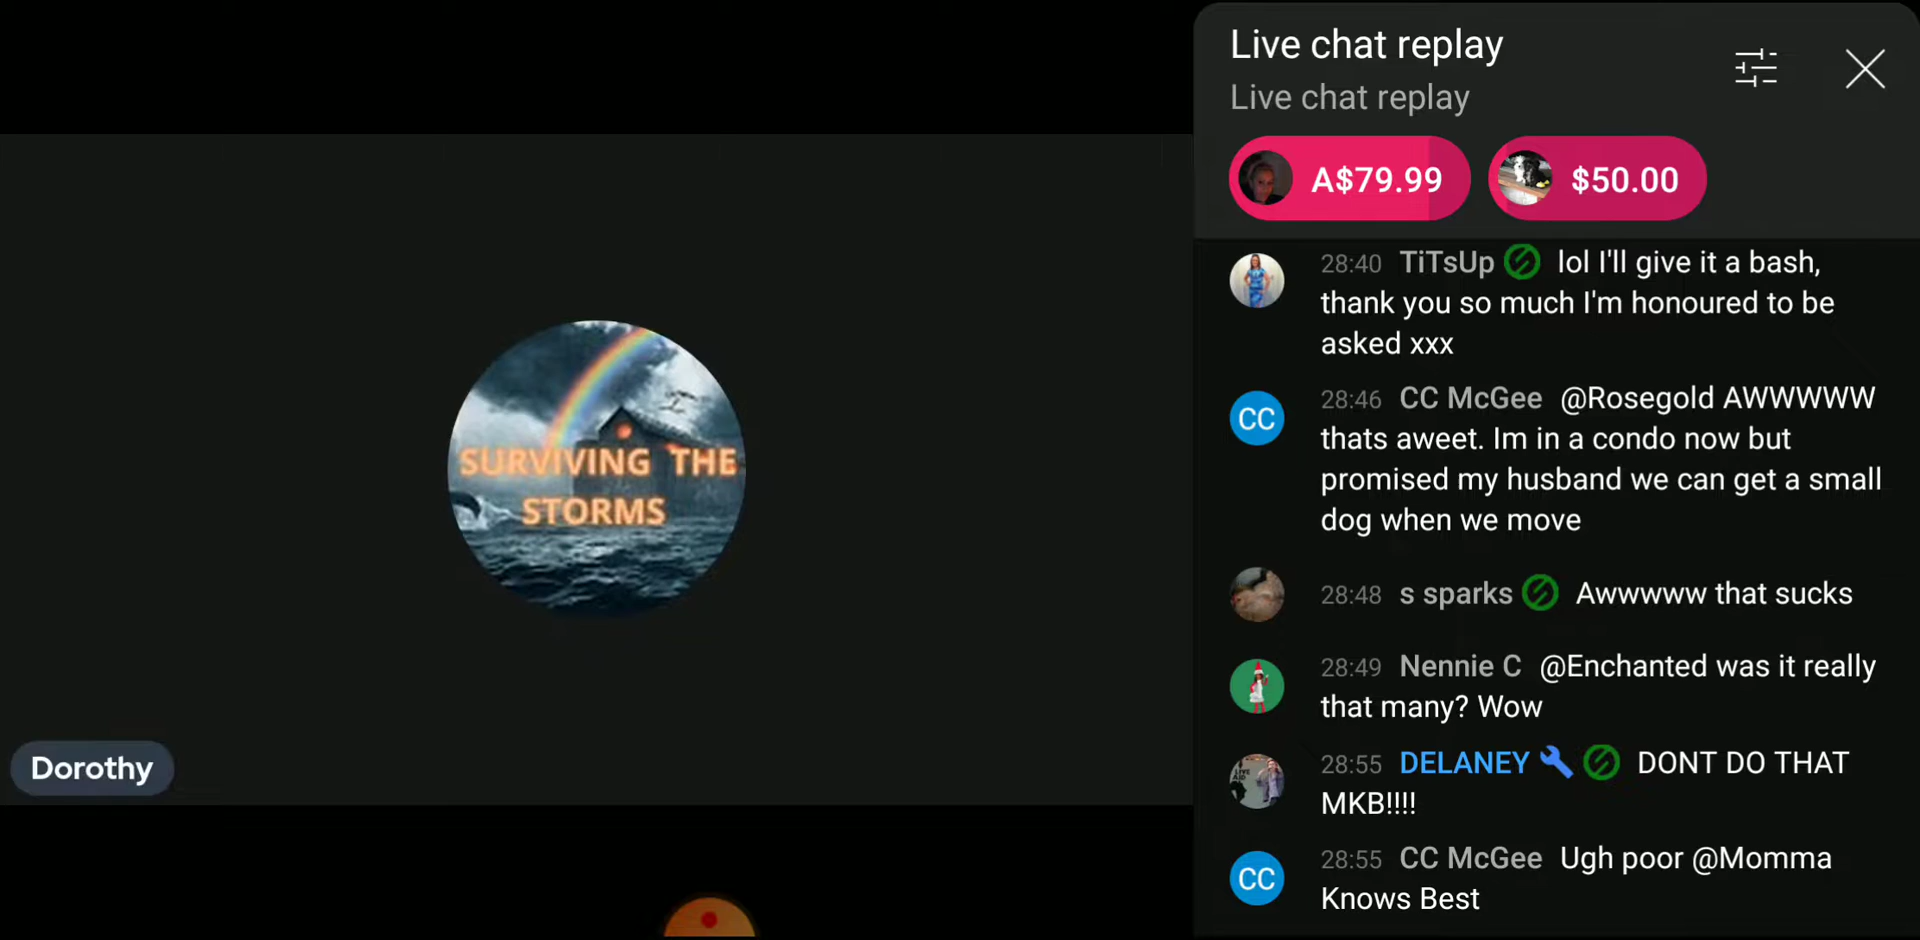 SURVIVING THE
STORMS
Dorothy
Live chat replay
Live chat replay
A$79.99
$50.00
28:40 TiTsUp lol I'll give it a bash,
thank you so much I'm honoured to be
asked xxx
CC
28:46 CC McGee @Rosegold AWWWWW
thats aweet. Im in a condo now but
promised my husband we can get a small
dog when we move
28:48 s sparks Awwwww that sucks
28:49 Nennie C @Enchanted was it really
that many? Wow
LIVE
AID
28:55 DELANEY DONT DO THAT
MKB!!!!
CC
28:55 CC McGee Ugh poor @Momma
Knows Best